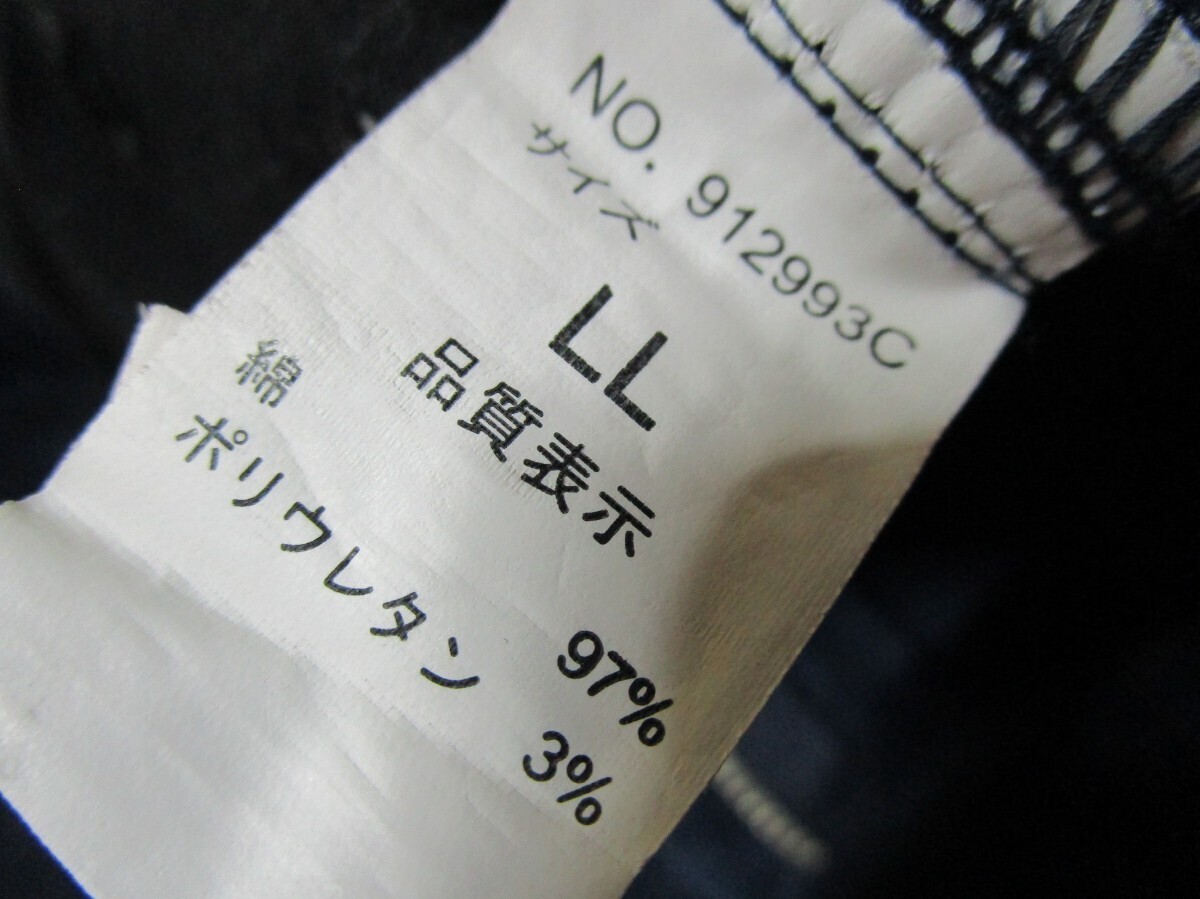 NO. 912993C
サイズ
LL
品質表示
綿 97%
ポリウレタン 3%